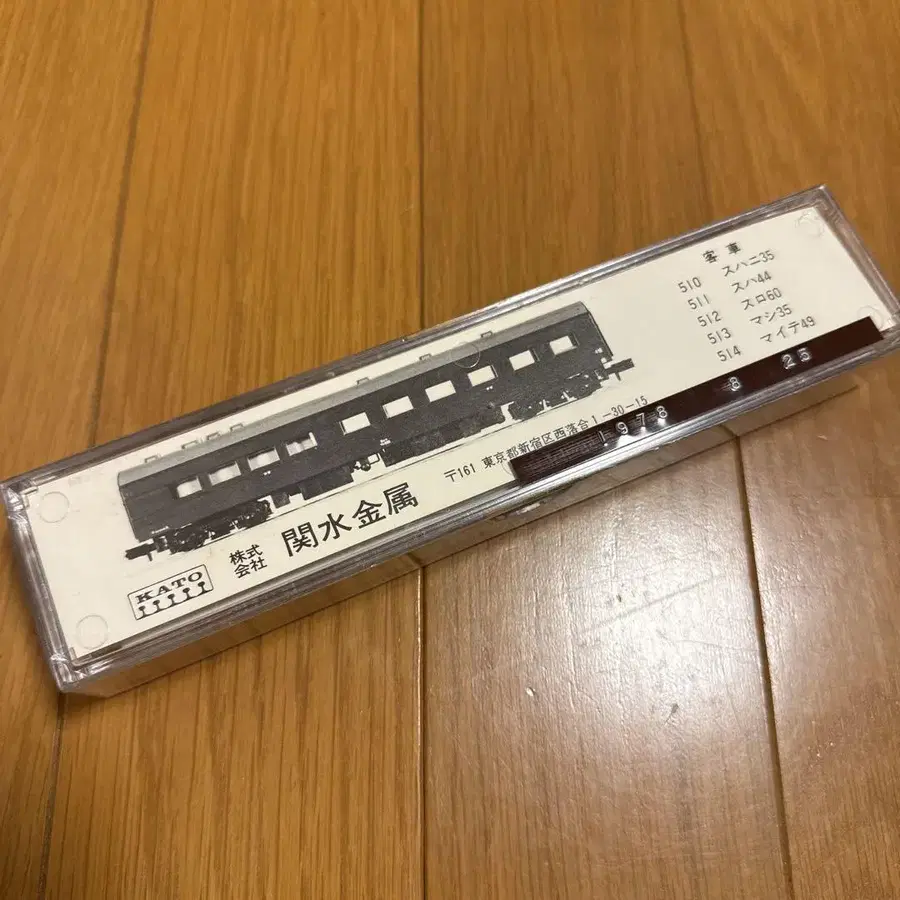 客車
510 スハニ35
511 スハ44
512 スロ60
513 マシ35
514 マイテ49
1978 8 25
〒161 東京都新宿区西落合1-30-15
株式会社 関水金属
KATO